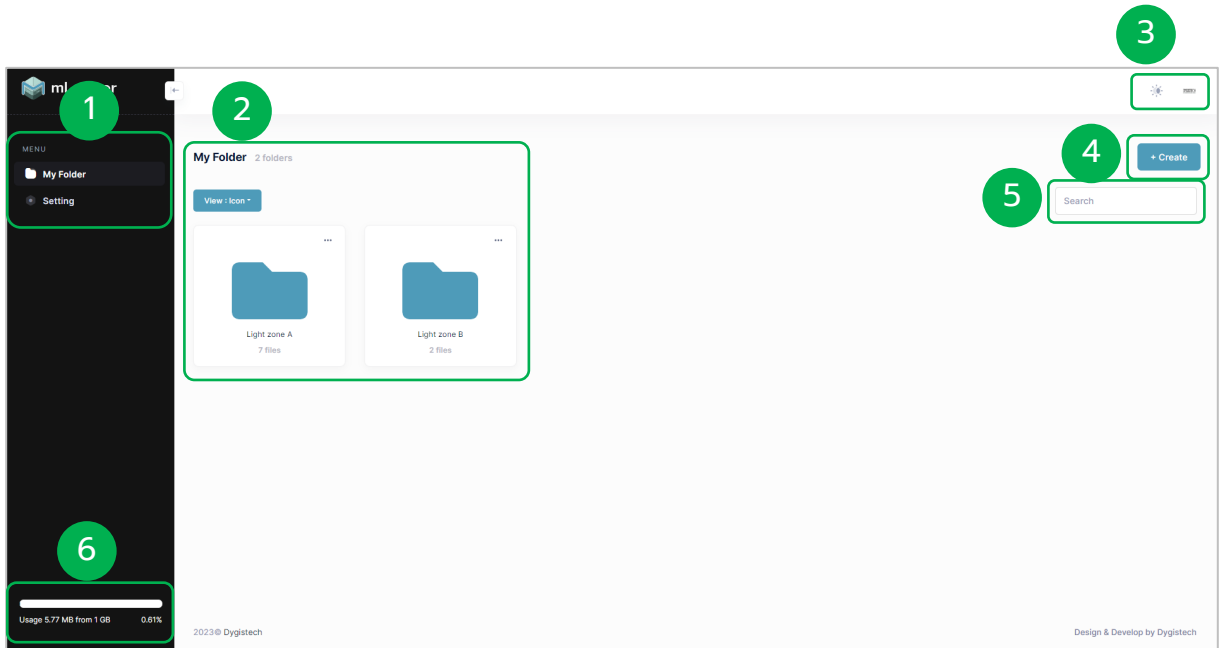 3
1
2
MENU
My Folder
Setting
My Folder 2 folders
View : Icon
4
+ Create
5
Search
Light zone A
7 files
Light zone B
2 files
6
Usage 5.77 MB from 1 GB 0.61%
2023© Dygistech
Design & Develop by Dygistech